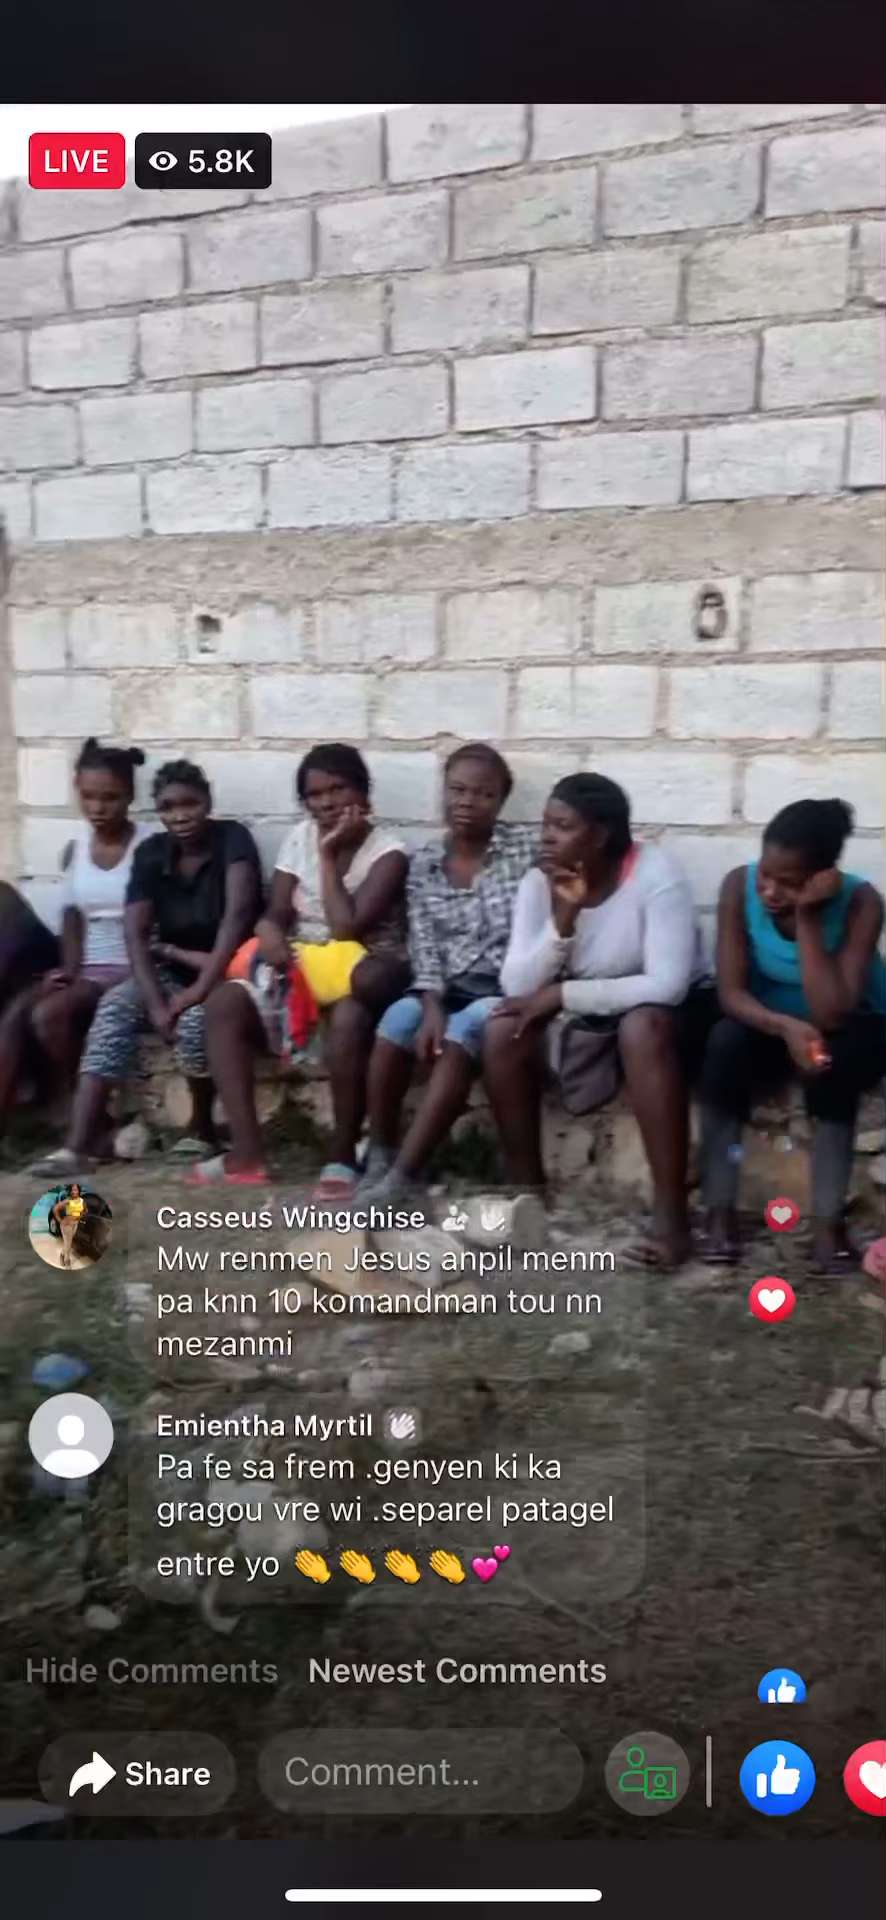 LIVE 5.8K
Casseus Wingchise
Mw renmen Jesus anpil menm
pa knn 10 komandman tou nn
mezanmi
Emientha Myrtil
Pa fe sa frem .genyen ki ka
gragou vre wi .separel patagel
entre yo 👏👏👏👏💕
Hide Comments Newest Comments
Share Comment...